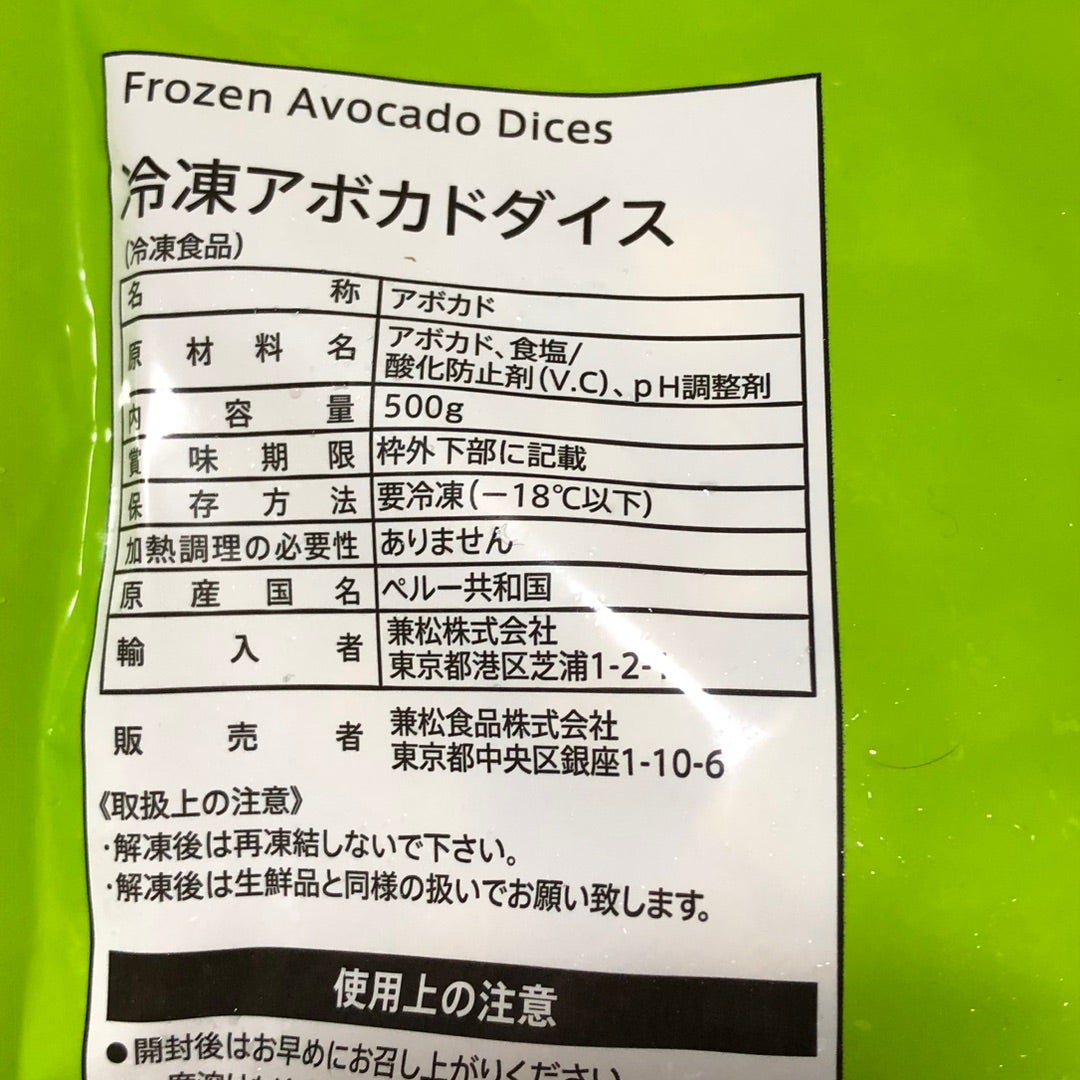 Frozen Avocado Dices
冷凍アボカドダイス
(冷凍食品)
名称 アボカド
原材料名 アボカド、食塩/
酸化防止剤(V.C)、pH調整剤
内容量 500g
賞味期限 枠外下部に記載
保存方法 要冷凍(-18℃以下)
加熱調理の必要性 ありません
原産国名 ペルー共和国
輸入者 兼松株式会社
東京都港区芝浦1-2-
販売者 兼松食品株式会社
東京都中央区銀座1-10-6
《取扱上の注意》
・解凍後は再凍結しないで下さい。
・解凍後は生鮮品と同様の扱いでお願い致します。
使用上の注意
●開封後はお早めにお召し上がりください